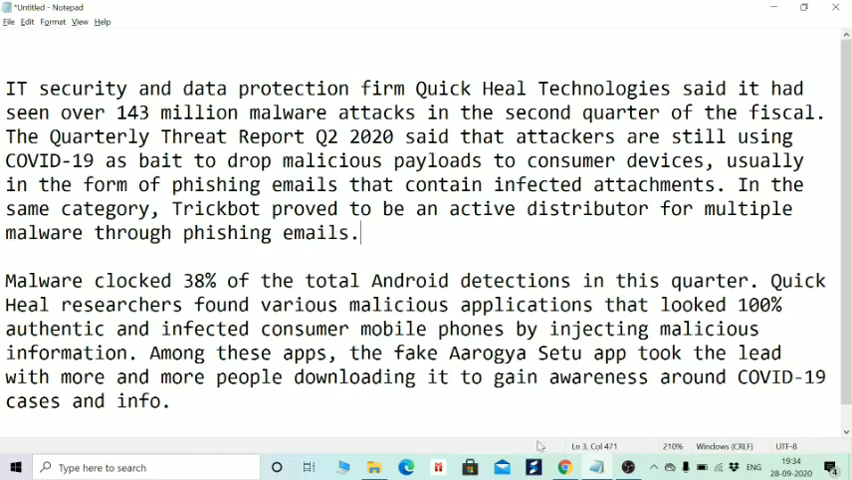 *Untitled - Notepad
File Edit Format View Help
IT security and data protection firm Quick Heal Technologies said it had
seen over 143 million malware attacks in the second quarter of the fiscal.
The Quarterly Threat Report Q2 2020 said that attackers are still using
COVID-19 as bait to drop malicious payloads to consumer devices, usually
in the form of phishing emails that contain infected attachments. In the
same category, Trickbot proved to be an active distributor for multiple
malware through phishing emails.
Malware clocked 38% of the total Android detections in this quarter. Quick
Heal researchers found various malicious applications that looked 100%
authentic and infected consumer mobile phones by injecting malicious
information. Among these apps, the fake Aarogya Setu app took the lead
with more and more people downloading it to gain awareness around COVID-19
cases and info.
Ln 3, Col 471 210% Windows (CRLF) UTF-8
Type here to search ENG 19:34
28-09-2020 4